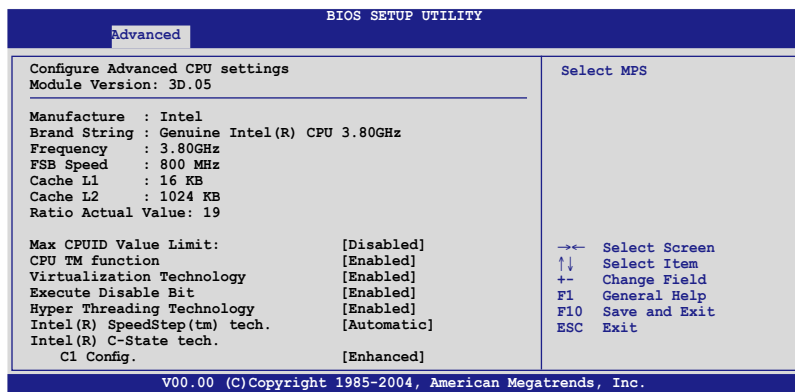 BIOS SETUP UTILITY
Advanced
Configure Advanced CPU settings
Module Version: 3D.05
Manufacture : Intel
Brand String : Genuine Intel(R) CPU 3.80GHz
Frequency : 3.80GHz
FSB Speed : 800 MHz
Cache L1 : 16 KB
Cache L2 : 1024 KB
Ratio Actual Value: 19
Max CPUID Value Limit: [Disabled]
CPU TM function [Enabled]
Virtualization Technology [Enabled]
Execute Disable Bit [Enabled]
Hyper Threading Technology [Enabled]
Intel(R) SpeedStep(tm) tech. [Automatic]
Intel(R) C-State tech.
C1 Config. [Enhanced]
Select MPS
→← Select Screen
↑↓ Select Item
+- Change Field
F1 General Help
F10 Save and Exit
ESC Exit
V00.00 (C)Copyright 1985-2004, American Megatrends, Inc.